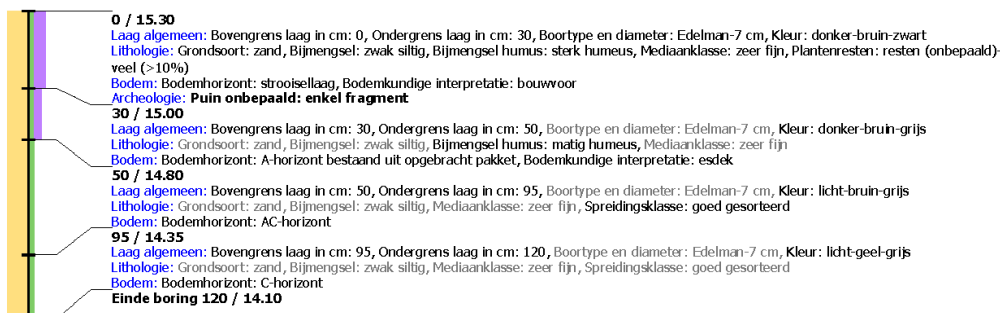 0 / 15.30
Laag algemeen: Bovengrens laag in cm: 0, Ondergrens laag in cm: 30, Boortype en diameter: Edelman-7 cm, Kleur: donker-bruin-zwart
Lithologie: Grondsoort: zand, Bijmengsel: zwak siltig, Bijmengsel humus: sterk humeus, Mediaanklasse: zeer fijn, Plantenresten: resten (onbepaald)-
veel (>10%)
Bodem: Bodemhorizont: strooisellaag, Bodemkundige interpretatie: bouwvoor
Archeologie: Puin onbepaald: enkel fragment
30 / 15.00
Laag algemeen: Bovengrens laag in cm: 30, Ondergrens laag in cm: 50, Boortype en diameter: Edelman-7 cm, Kleur: donker-bruin-grijs
Lithologie: Grondsoort: zand, Bijmengsel: zwak siltig, Bijmengsel humus: matig humeus, Mediaanklasse: zeer fijn
Bodem: Bodemhorizont: A-horizont bestaand uit opgebracht pakket, Bodemkundige interpretatie: esdek
50 / 14.80
Laag algemeen: Bovengrens laag in cm: 50, Ondergrens laag in cm: 95, Boortype en diameter: Edelman-7 cm, Kleur: licht-bruin-grijs
Lithologie: Grondsoort: zand, Bijmengsel: zwak siltig, Mediaanklasse: zeer fijn, Spreidingsklasse: goed gesorteerd
Bodem: Bodemhorizont: AC-horizont
95 / 14.35
Laag algemeen: Bovengrens laag in cm: 95, Ondergrens laag in cm: 120, Boortype en diameter: Edelman-7 cm, Kleur: licht-geel-grijs
Lithologie: Grondsoort: zand, Bijmengsel: zwak siltig, Mediaanklasse: zeer fijn, Spreidingsklasse: goed gesorteerd
Bodem: Bodemhorizont: C-horizont
Einde boring 120 / 14.10